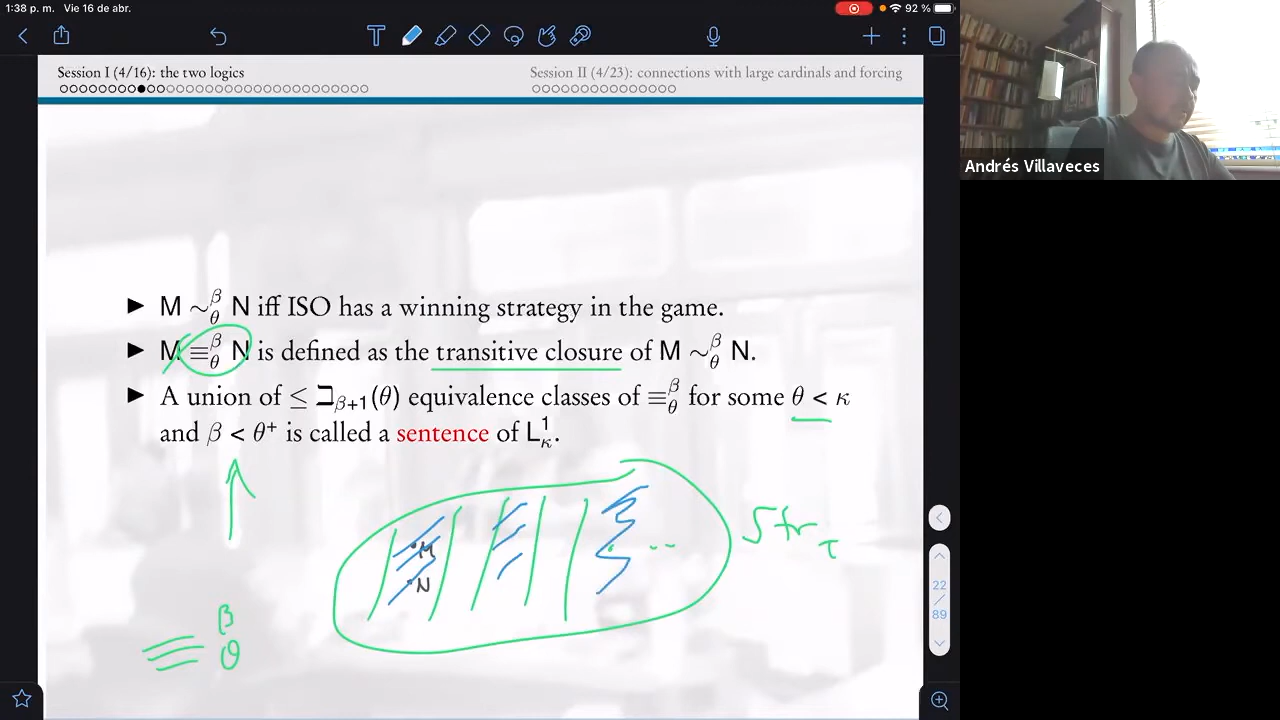 1:38 p. m. Vie 16 de abr.
92 %
Session I (4/16): the two logics
Session II (4/23): connections with large cardinals and forcing
▶ M ∼^β_θ N iff ISO has a winning strategy in the game.
▶ M ≡^β_θ N is defined as the transitive closure of M ∼^β_θ N.
▶ A union of ≤ ℶ_{β+1}(θ) equivalence classes of ≡^β_θ for some θ < κ
and β < θ⁺ is called a sentence of L¹_κ.
M
N
Str_τ
≡^β_θ
22
/
89
Andrés Villaveces